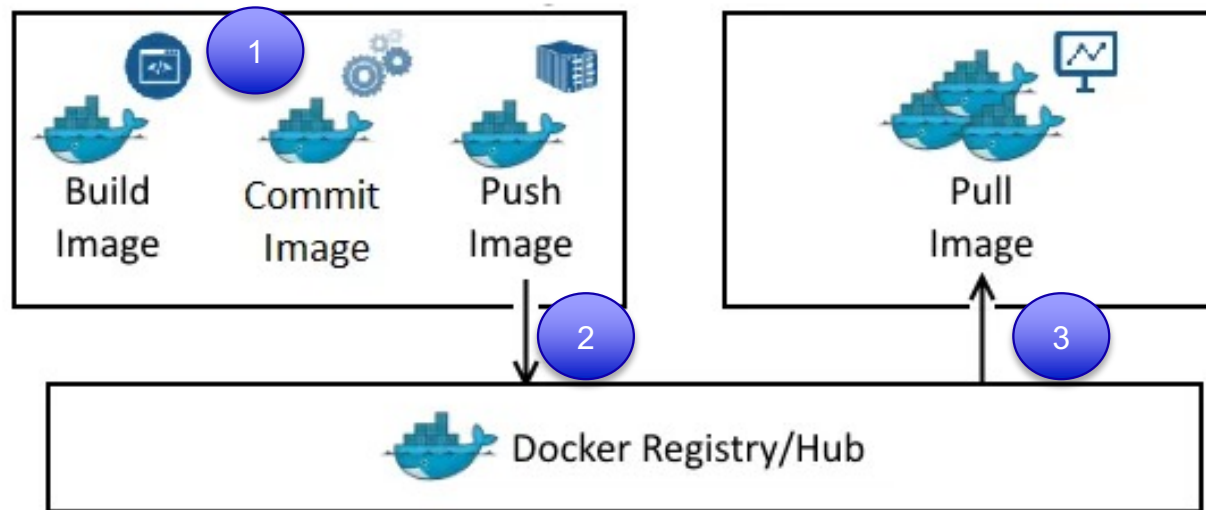 1
Build
Image
Commit
Image
Push
Image
Pull
Image
2
3
Docker Registry/Hub